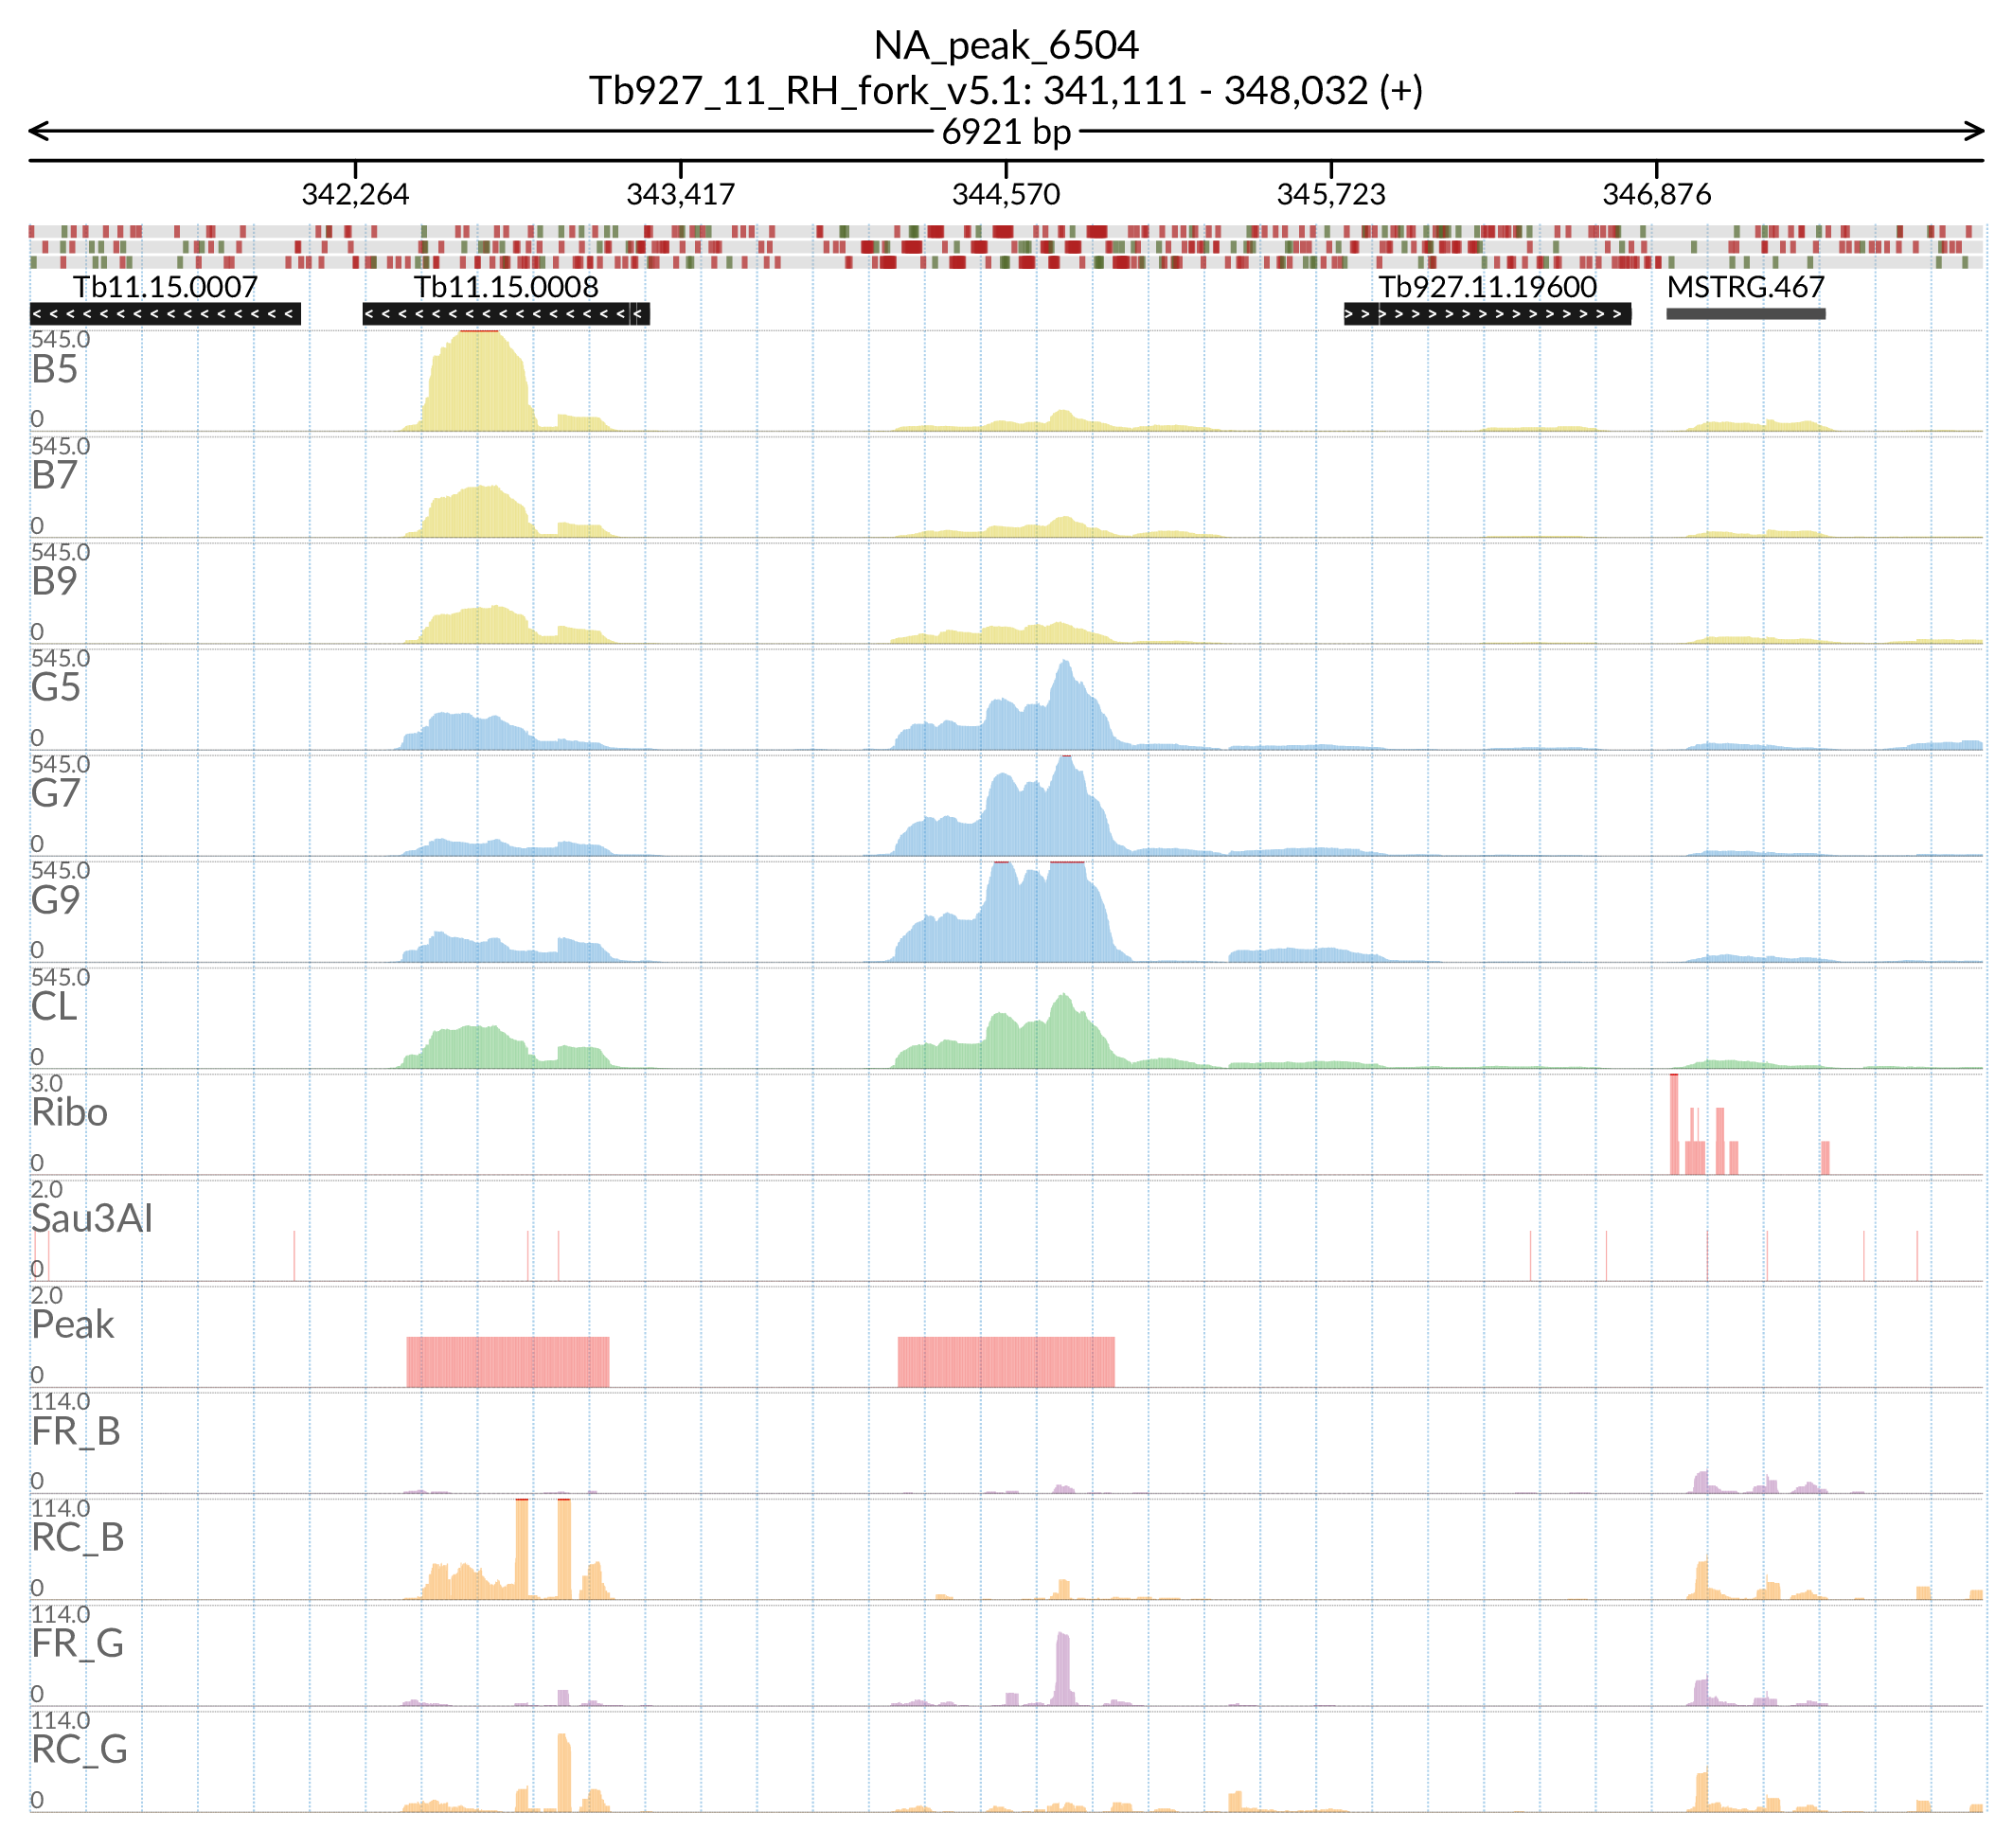 NA_peak_6504
Tb927_11_RH_fork_v5.1: 341,111 - 348,032 (+)
6921 bp
342,264 343,417 344,570 345,723 346,876
Tb11.15.0007 Tb11.15.0008 Tb927.11.19600 MSTRG.467
545.0
B5
0
545.0
B7
0
545.0
B9
0
545.0
G5
0
545.0
G7
0
545.0
G9
0
545.0
CL
0
3.0
Ribo
0
2.0
Sau3AI
0
2.0
Peak
0
114.0
FR_B
0
114.0
RC_B
0
114.0
FR_G
0
114.0
RC_G
0